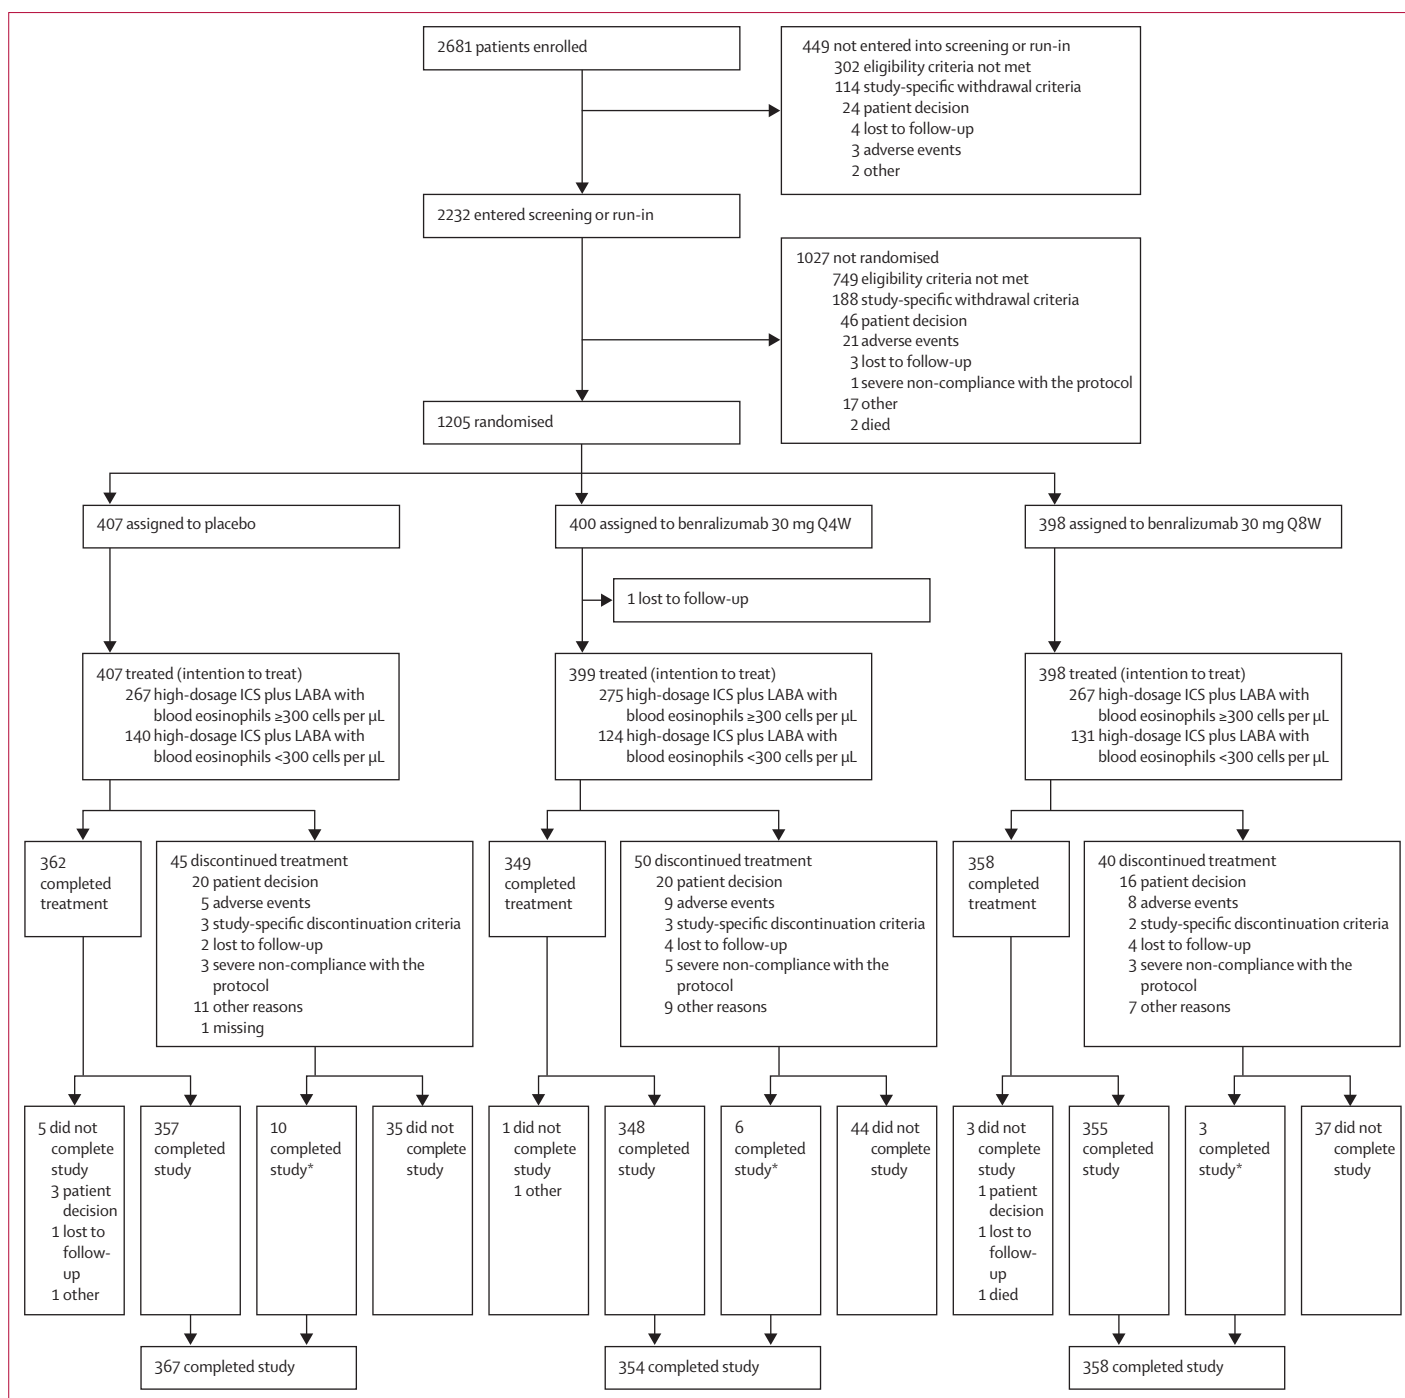 2681 patients enrolled
449 not entered into screening or run-in
302 eligibility criteria not met
114 study-specific withdrawal criteria
24 patient decision
4 lost to follow-up
3 adverse events
2 other
2232 entered screening or run-in
1027 not randomised
749 eligibility criteria not met
188 study-specific withdrawal criteria
46 patient decision
21 adverse events
3 lost to follow-up
1 severe non-compliance with the protocol
17 other
2 died
1205 randomised
407 assigned to placebo
400 assigned to benralizumab 30 mg Q4W
398 assigned to benralizumab 30 mg Q8W
1 lost to follow-up
407 treated (intention to treat)
267 high-dosage ICS plus LABA with
blood eosinophils ≥300 cells per µL
140 high-dosage ICS plus LABA with
blood eosinophils <300 cells per µL
399 treated (intention to treat)
275 high-dosage ICS plus LABA with
blood eosinophils ≥300 cells per µL
124 high-dosage ICS plus LABA with
blood eosinophils <300 cells per µL
398 treated (intention to treat)
267 high-dosage ICS plus LABA with
blood eosinophils ≥300 cells per µL
131 high-dosage ICS plus LABA with
blood eosinophils <300 cells per µL
362
completed
treatment
45 discontinued treatment
20 patient decision
5 adverse events
3 study-specific discontinuation criteria
2 lost to follow-up
3 severe non-compliance with the
protocol
11 other reasons
1 missing
349
completed
treatment
50 discontinued treatment
20 patient decision
9 adverse events
3 study-specific discontinuation criteria
4 lost to follow-up
5 severe non-compliance with the
protocol
9 other reasons
358
completed
treatment
40 discontinued treatment
16 patient decision
8 adverse events
2 study-specific discontinuation criteria
4 lost to follow-up
3 severe non-compliance with the
protocol
7 other reasons
5 did not
complete
study
3 patient
decision
1 lost to
follow-
up
1 other
357
completed
study
10
completed
study*
35 did not
complete
study
1 did not
complete
study
1 other
348
completed
study
6
completed
study*
44 did not
complete
study
3 did not
complete
study
1 patient
decision
1 lost to
follow-
up
1 died
355
completed
study
3
completed
study*
37 did not
complete
study
367 completed study
354 completed study
358 completed study